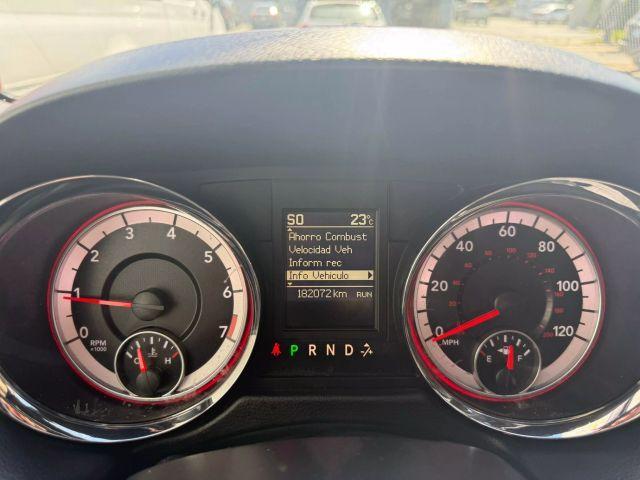 SO 23°C
Ahorro Combust
Velocidad Veh
Inform rec
Info Vehículo
182072 km RUN
0 1 2 3 4 5 6 7
RPM
x1000
C H
P R N D
0 20 40 60 80 100 120
MPH
E F